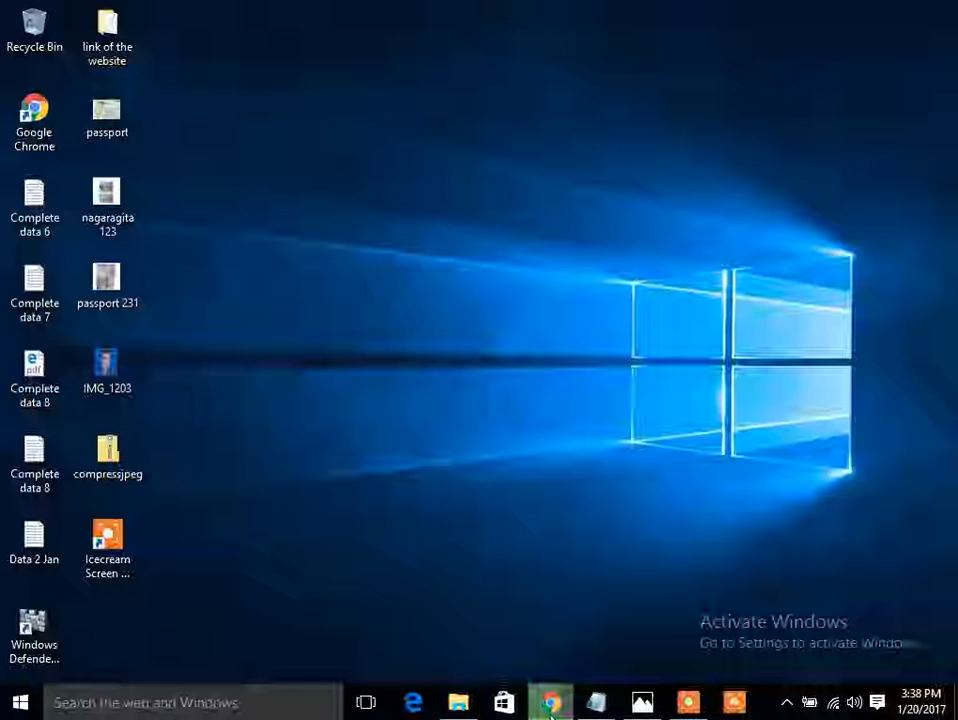 Recycle Bin
link of the
website
Google
Chrome
passport
Complete
data 6
nagaragita
123
Complete
data 7
passport 231
pdf
Complete
data 8
IMG_1203
Complete
data 8
compressjpeg
Data 2 Jan
Icecream
Screen ...
Windows
Defende...
Activate Windows
Go to Settings to activate Windo
Search the web and Windows
3:38 PM
1/20/2017